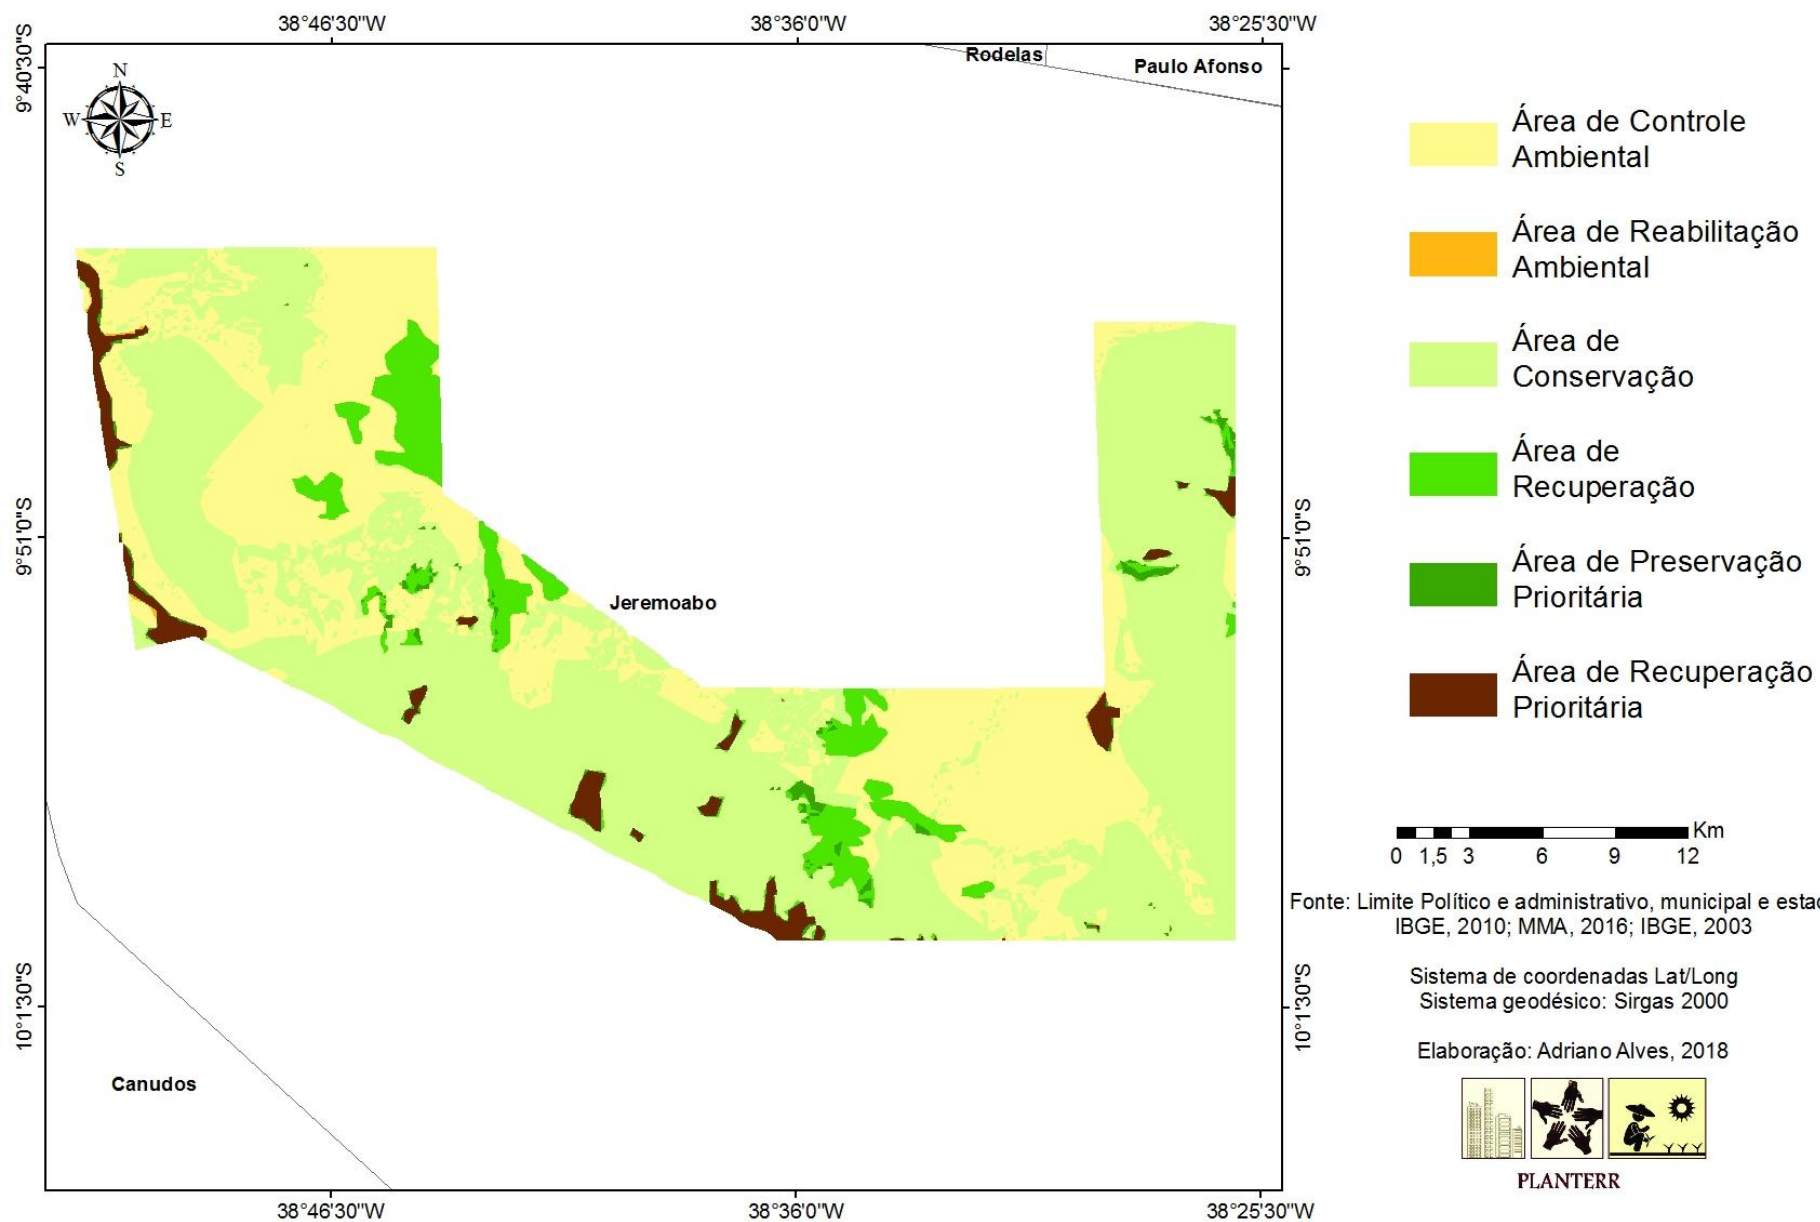 38°46'30"W
38°36'0"W
38°25'30"W
9°40'30"S
Rodelas
Paulo Afonso
N
W
E
S
9°51'0"S
9°51'0"S
Jeremoabo
10°1'30"S
10°1'30"S
Canudos
38°46'30"W
38°36'0"W
38°25'30"W
Área de Controle
Ambiental
Área de Reabilitação
Ambiental
Área de
Conservação
Área de
Recuperação
Área de Preservação
Prioritária
Área de Recuperação
Prioritária
Km
0 1,5 3 6 9 12
Fonte: Limite Político e administrativo, municipal e estad
IBGE, 2010; MMA, 2016; IBGE, 2003
Sistema de coordenadas Lat/Long
Sistema geodésico: Sirgas 2000
Elaboração: Adriano Alves, 2018
PLANTERR